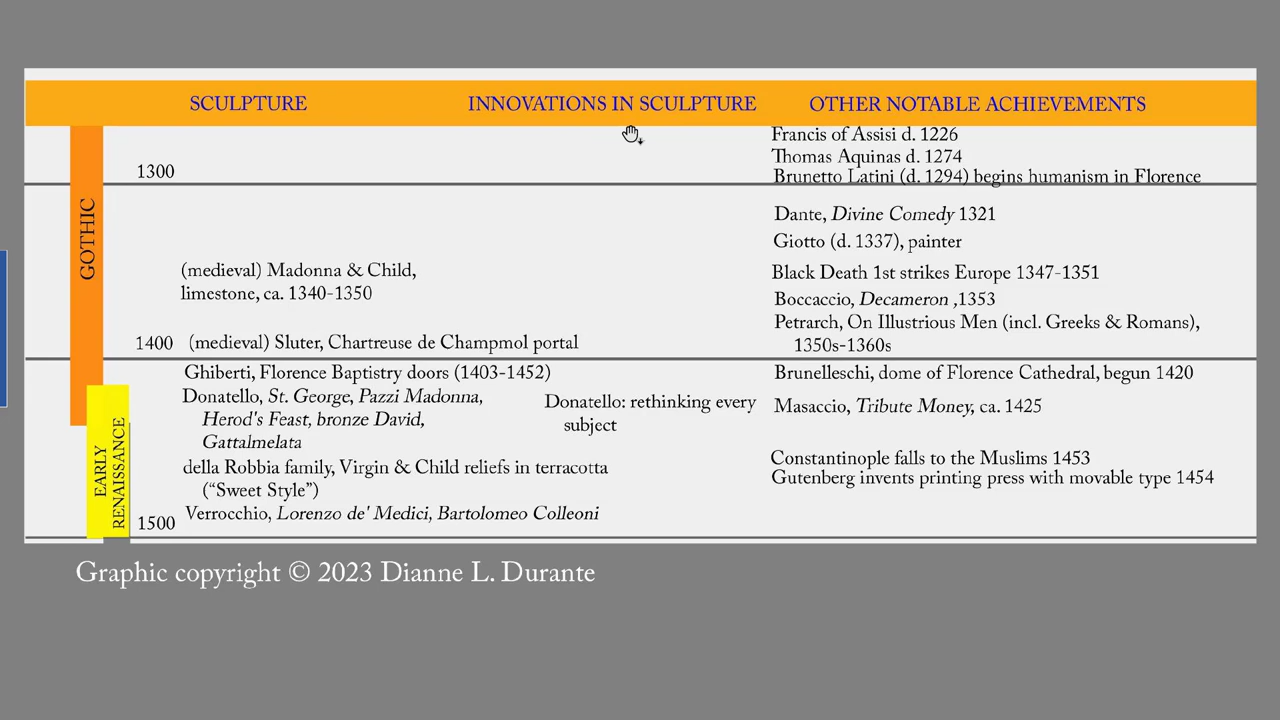 SCULPTURE
INNOVATIONS IN SCULPTURE
OTHER NOTABLE ACHIEVEMENTS
GOTHIC
EARLY
RENAISSANCE
1300
Francis of Assisi d. 1226
Thomas Aquinas d. 1274
Brunetto Latini (d. 1294) begins humanism in Florence
Dante, Divine Comedy 1321
Giotto (d. 1337), painter
(medieval) Madonna & Child,
limestone, ca. 1340-1350
Black Death 1st strikes Europe 1347-1351
Boccaccio, Decameron ,1353
Petrarch, On Illustrious Men (incl. Greeks & Romans),
1350s-1360s
1400
(medieval) Sluter, Chartreuse de Champmol portal
Ghiberti, Florence Baptistry doors (1403-1452)
Donatello, St. George, Pazzi Madonna,
Herod's Feast, bronze David,
Gattalmelata
della Robbia family, Virgin & Child reliefs in terracotta
(“Sweet Style”)
Verrocchio, Lorenzo de' Medici, Bartolomeo Colleoni
1500
Donatello: rethinking every
subject
Brunelleschi, dome of Florence Cathedral, begun 1420
Masaccio, Tribute Money, ca. 1425
Constantinople falls to the Muslims 1453
Gutenberg invents printing press with movable type 1454
Graphic copyright © 2023 Dianne L. Durante